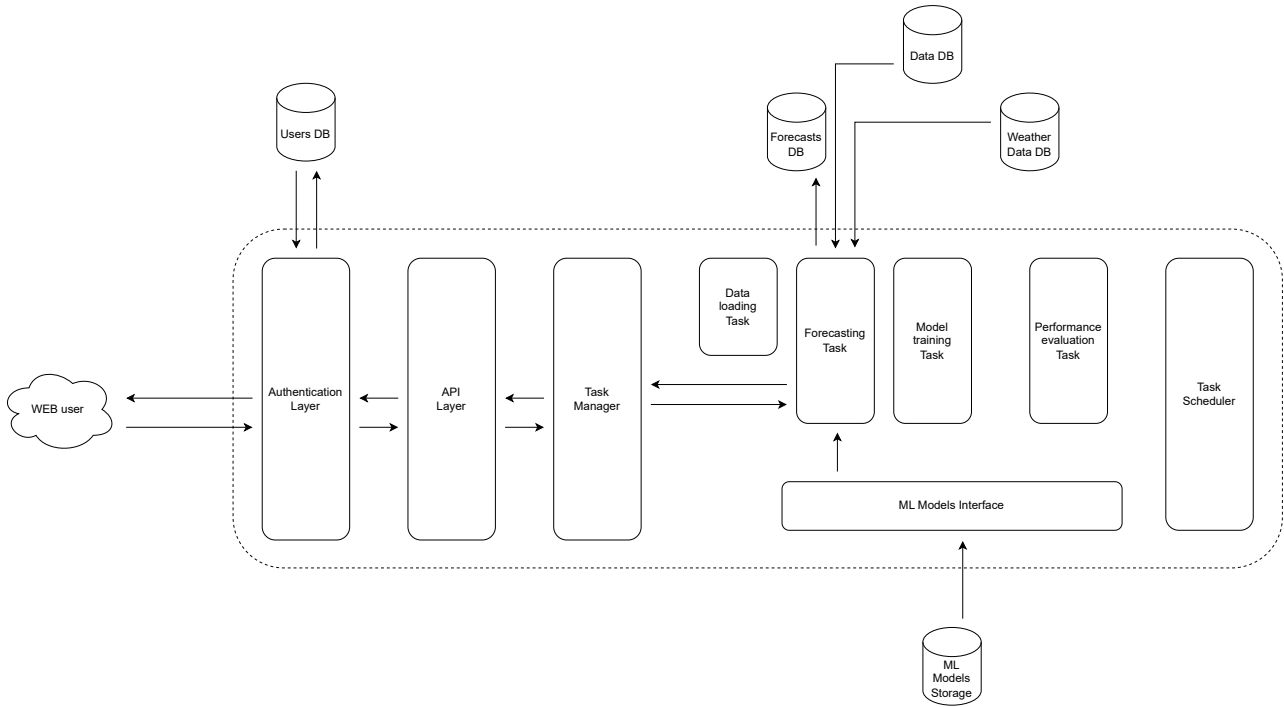 Data DB
Users DB
Forecasts
DB
Weather
Data DB
Data
loading
Task
Forecasting
Task
Model
training
Task
Performance
evaluation
Task
WEB user
Authentication
Layer
API
Layer
Task
Manager
Task
Scheduler
ML Models Interface
ML
Models
Storage